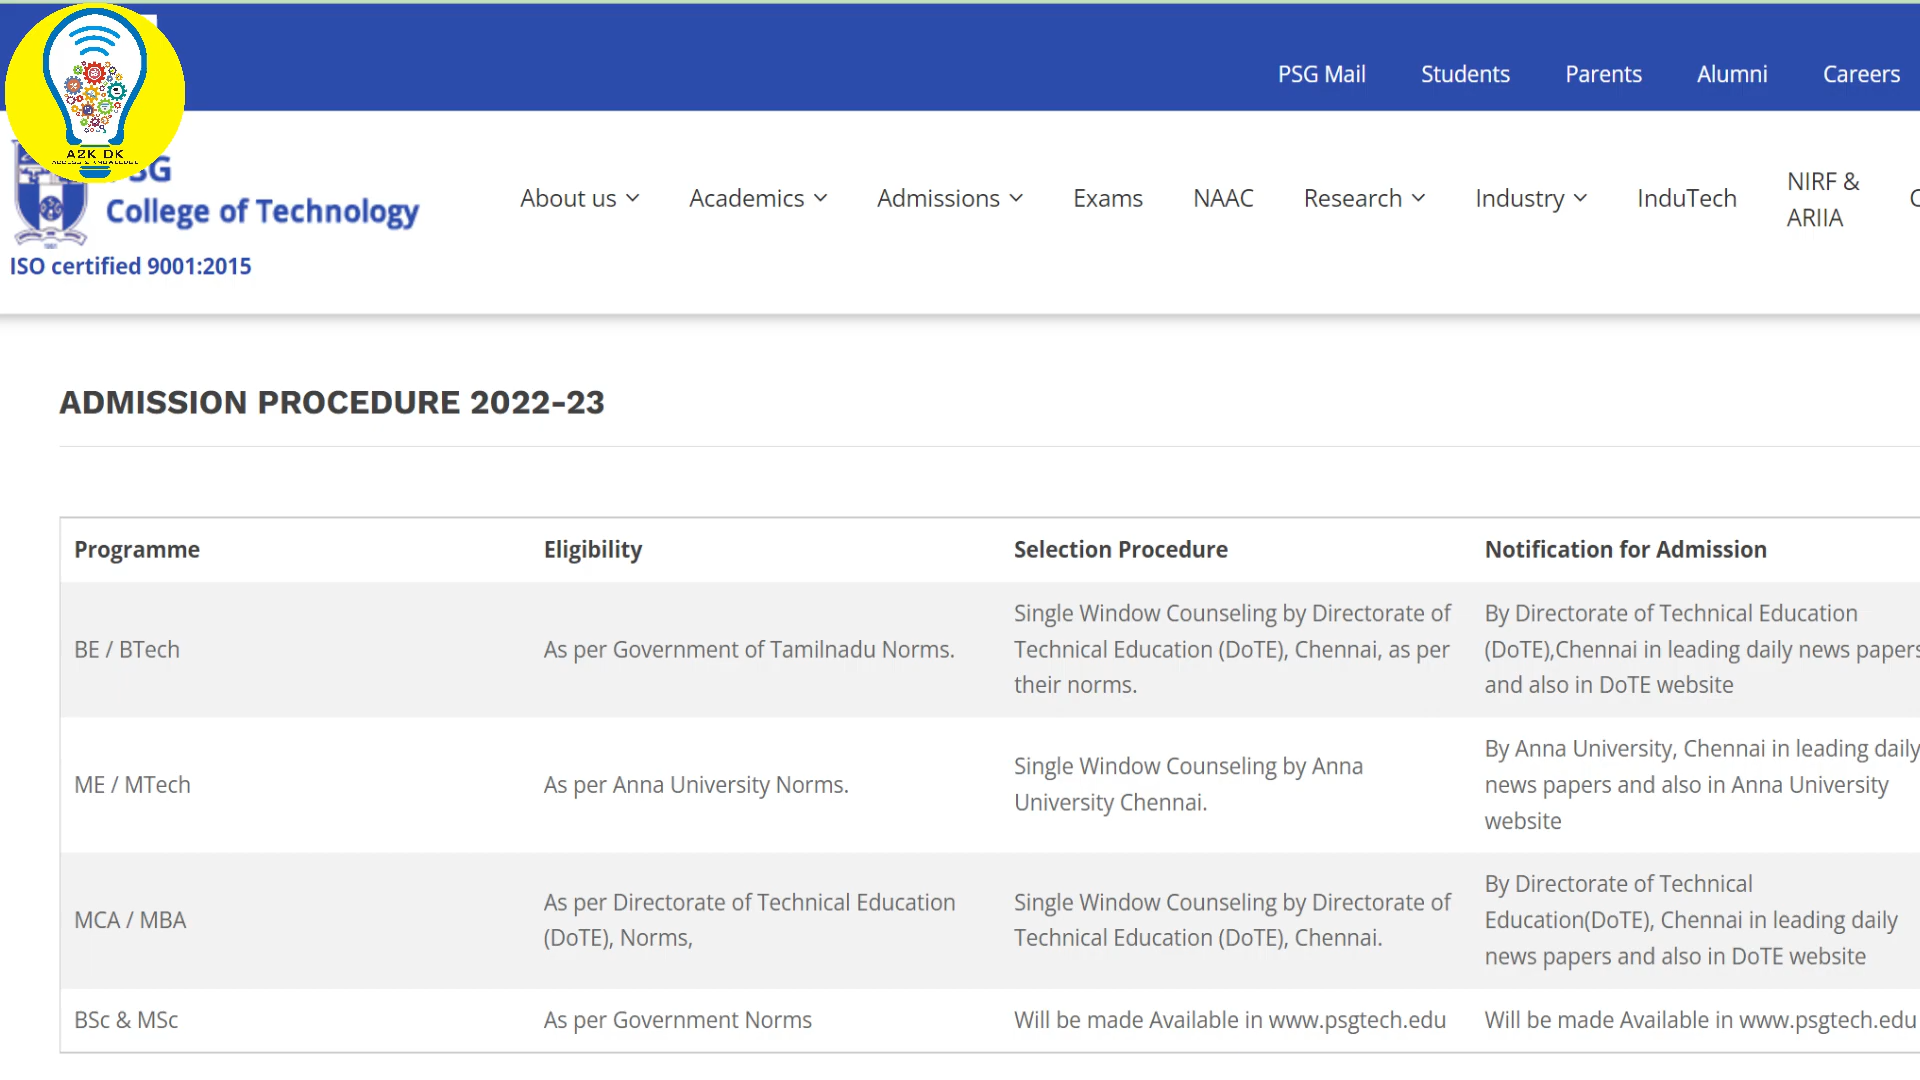 PSG Mail Students Parents Alumni Careers
A2K DK
ACCESS 2 KNOWLEDGE
PSG
College of Technology
ISO certified 9001:2015
About us Academics Admissions Exams NAAC Research Industry InduTech NIRF &
ARIIA
ADMISSION PROCEDURE 2022-23
Programme Eligibility Selection Procedure Notification for Admission
BE / BTech
As per Government of Tamilnadu Norms.
Single Window Counseling by Directorate of
Technical Education (DoTE), Chennai, as per
their norms.
By Directorate of Technical Education
(DoTE),Chennai in leading daily news papers
and also in DoTE website
ME / MTech
As per Anna University Norms.
Single Window Counseling by Anna
University Chennai.
By Anna University, Chennai in leading daily
news papers and also in Anna University
website
MCA / MBA
As per Directorate of Technical Education
(DoTE), Norms,
Single Window Counseling by Directorate of
Technical Education (DoTE), Chennai.
By Directorate of Technical
Education(DoTE), Chennai in leading daily
news papers and also in DoTE website
BSc & MSc
As per Government Norms
Will be made Available in www.psgtech.edu
Will be made Available in www.psgtech.edu